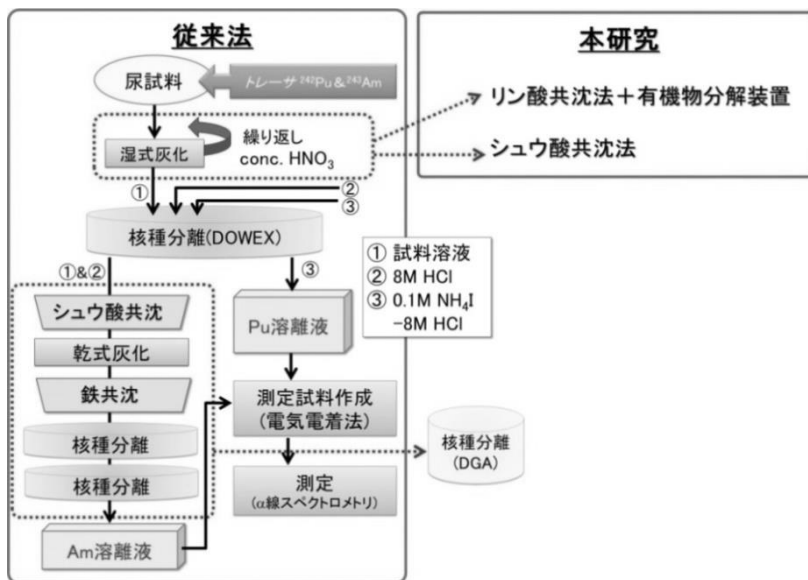 従来法
本研究
尿試料
トレーサ ²⁴²Pu＆²⁴³Am
リン酸共沈法＋有機物分解装置
シュウ酸共沈法
湿式灰化
繰り返し
conc. HNO₃
①
②
③
核種分離(DOWEX)
①&②
③
① 試料溶液
② 8M HCl
③ 0.1M NH₄I
-8M HCl
シュウ酸共沈
乾式灰化
鉄共沈
核種分離
核種分離
Am溶離液
Pu溶離液
測定試料作成
(電気電着法)
測定
(α線スペクトロメトリ)
核種分離
(DGA)